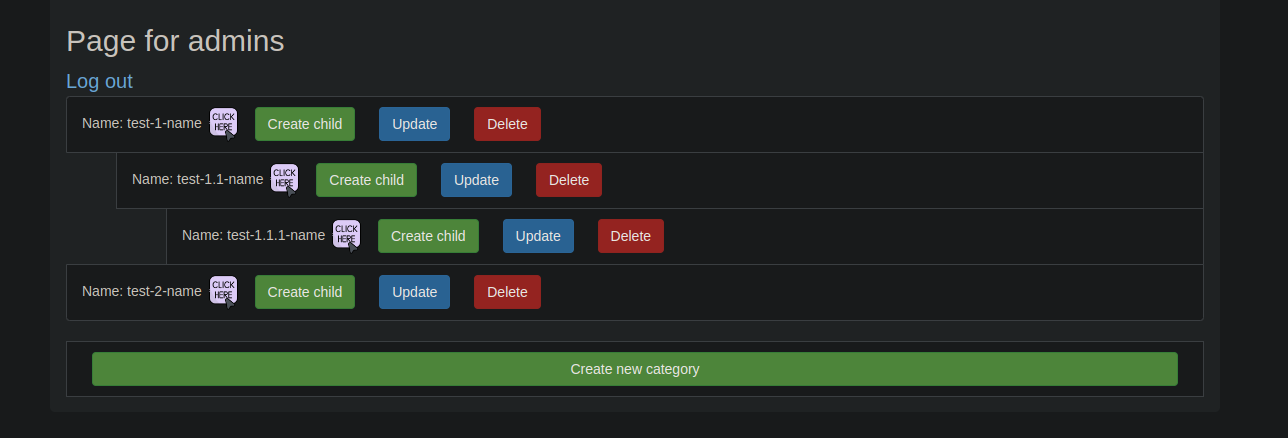 Page for admins
Log out
Name: test-1-name CLICK HERE Create child Update Delete
Name: test-1.1-name CLICK HERE Create child Update Delete
Name: test-1.1.1-name CLICK HERE Create child Update Delete
Name: test-2-name CLICK HERE Create child Update Delete
Create new category